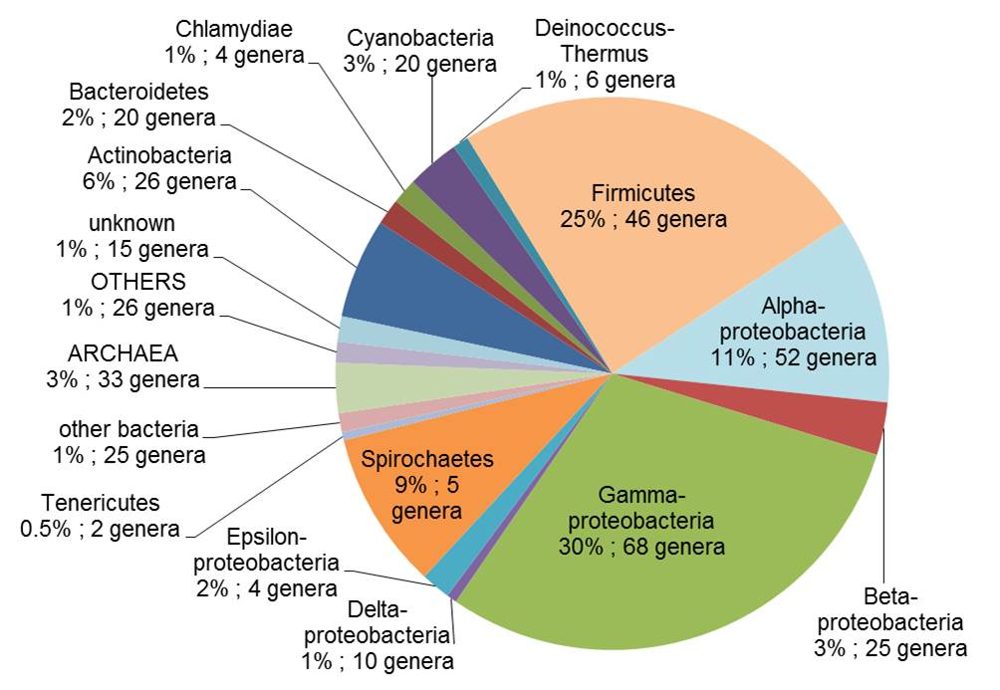 Chlamydiae
1% ; 4 genera
Cyanobacteria
3% ; 20 genera
Deinococcus-
Thermus
1% ; 6 genera
Bacteroidetes
2% ; 20 genera
Actinobacteria
6% ; 26 genera
unknown
1% ; 15 genera
OTHERS
1% ; 26 genera
ARCHAEA
3% ; 33 genera
other bacteria
1% ; 25 genera
Tenericutes
0.5% ; 2 genera
Epsilon-
proteobacteria
2% ; 4 genera
Delta-
proteobacteria
1% ; 10 genera
Spirochaetes
9% ; 5
genera
Firmicutes
25% ; 46 genera
Alpha-
proteobacteria
11% ; 52 genera
Gamma-
proteobacteria
30% ; 68 genera
Beta-
proteobacteria
3% ; 25 genera